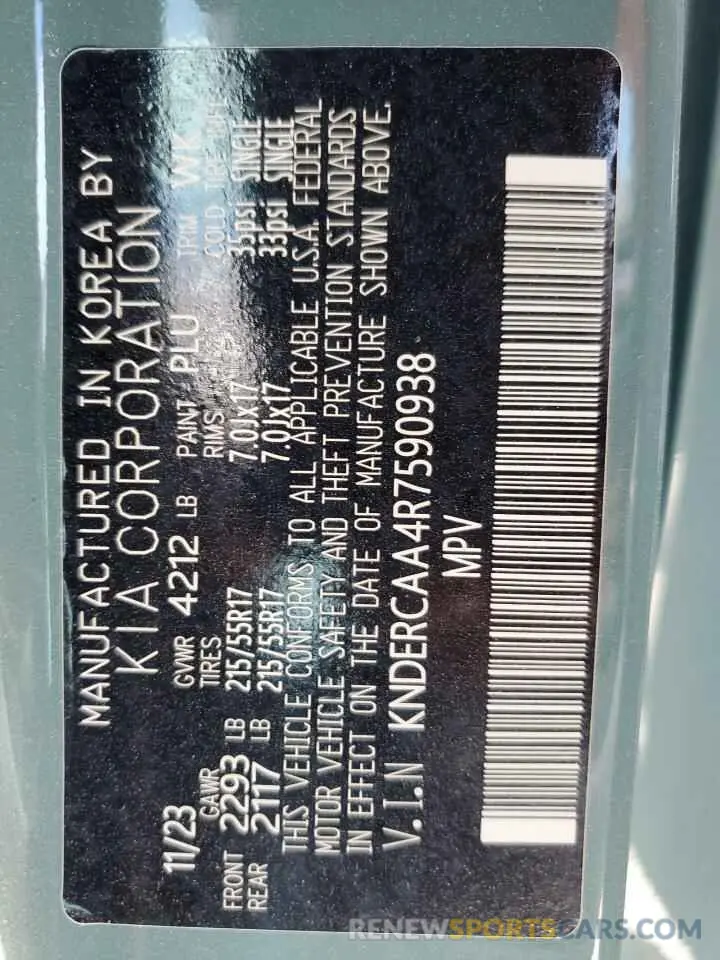 MANUFACTURED IN KOREA BY
KIA CORPORATION
11/23 GVWR 4212 LB PAINT PLU TRIM WK
GAWR TIRES RIMS COLD TIRE
FRONT 2293 LB 215/55R17 7.0JX17 35psi SINGLE
REAR 2117 LB 215/55R17 7.0JX17 33psi SINGLE
THIS VEHICLE CONFORMS TO ALL APPLICABLE U.S.A. FEDERAL
MOTOR VEHICLE SAFETY AND THEFT PREVENTION STANDARDS
IN EFFECT ON THE DATE OF MANUFACTURE SHOWN ABOVE.
V.I.N KNDERCAA4R7590938
MPV
RENEWSPORTSCARS.COM